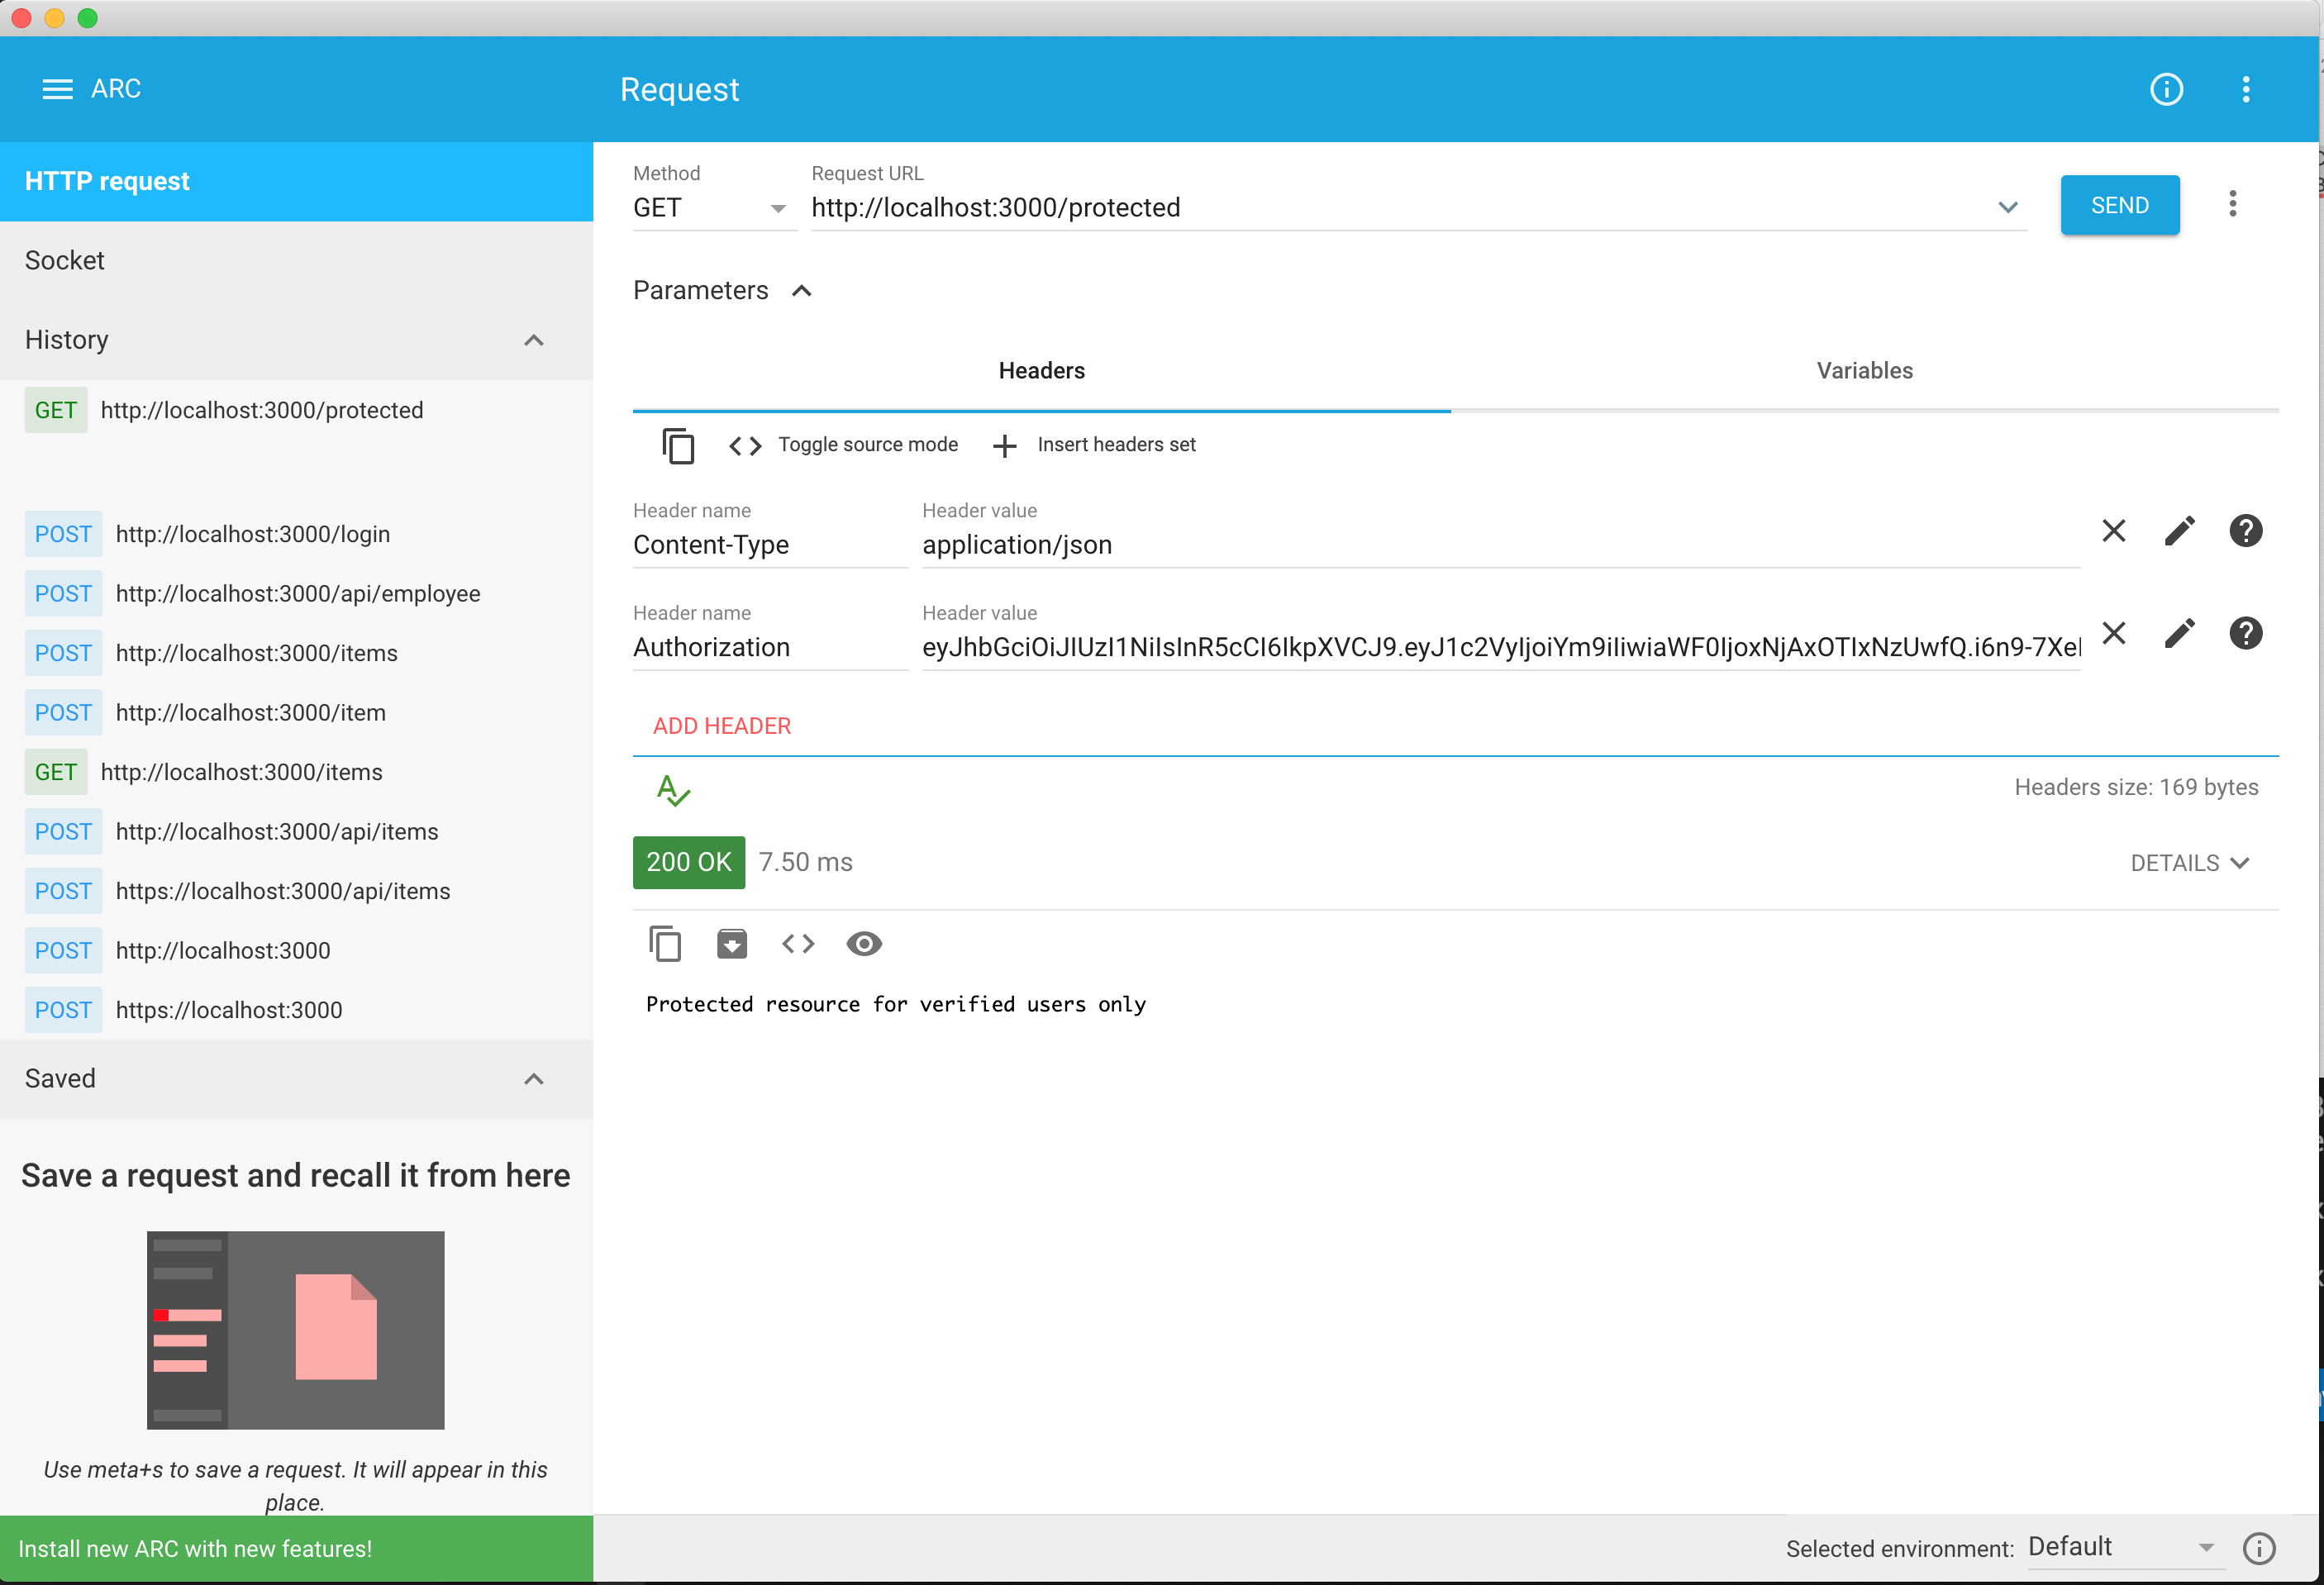 ARC
Request
HTTP request
Socket
History
GET http://localhost:3000/protected
POST http://localhost:3000/login
POST http://localhost:3000/api/employee
POST http://localhost:3000/items
POST http://localhost:3000/item
GET http://localhost:3000/items
POST http://localhost:3000/api/items
POST https://localhost:3000/api/items
POST http://localhost:3000
POST https://localhost:3000
Saved
Save a request and recall it from here
Use meta+s to save a request. It will appear in this
place.
Install new ARC with new features!
Method Request URL
GET http://localhost:3000/protected SEND
Parameters
Headers Variables
Toggle source mode Insert headers set
Header name Header value
Content-Type application/json
Header name Header value
Authorization
ADD HEADER
Headers size: 169 bytes
200 OK 7.50 ms DETAILS
Protected resource for verified users only
Selected environment: Default